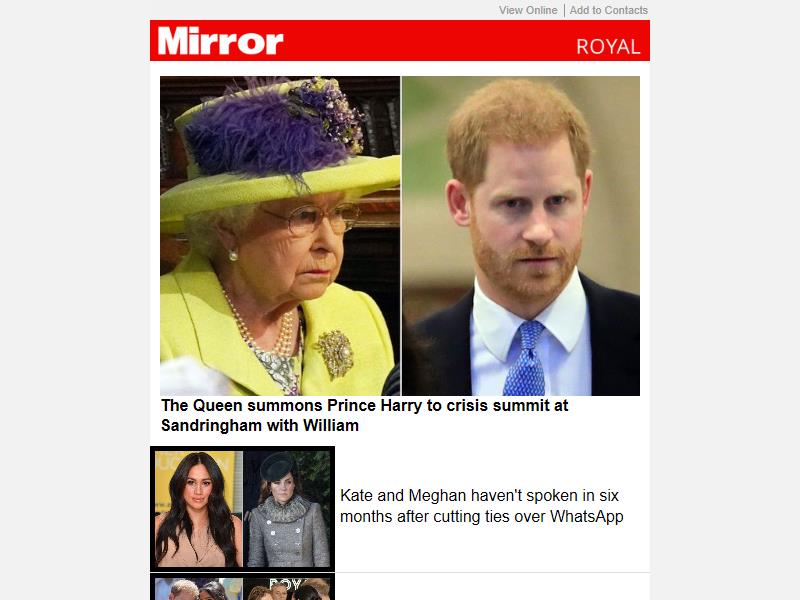 View Online | Add to Contacts
Mirror ROYAL
The Queen summons Prince Harry to crisis summit at
Sandringham with William
Kate and Meghan haven't spoken in six
months after cutting ties over WhatsApp